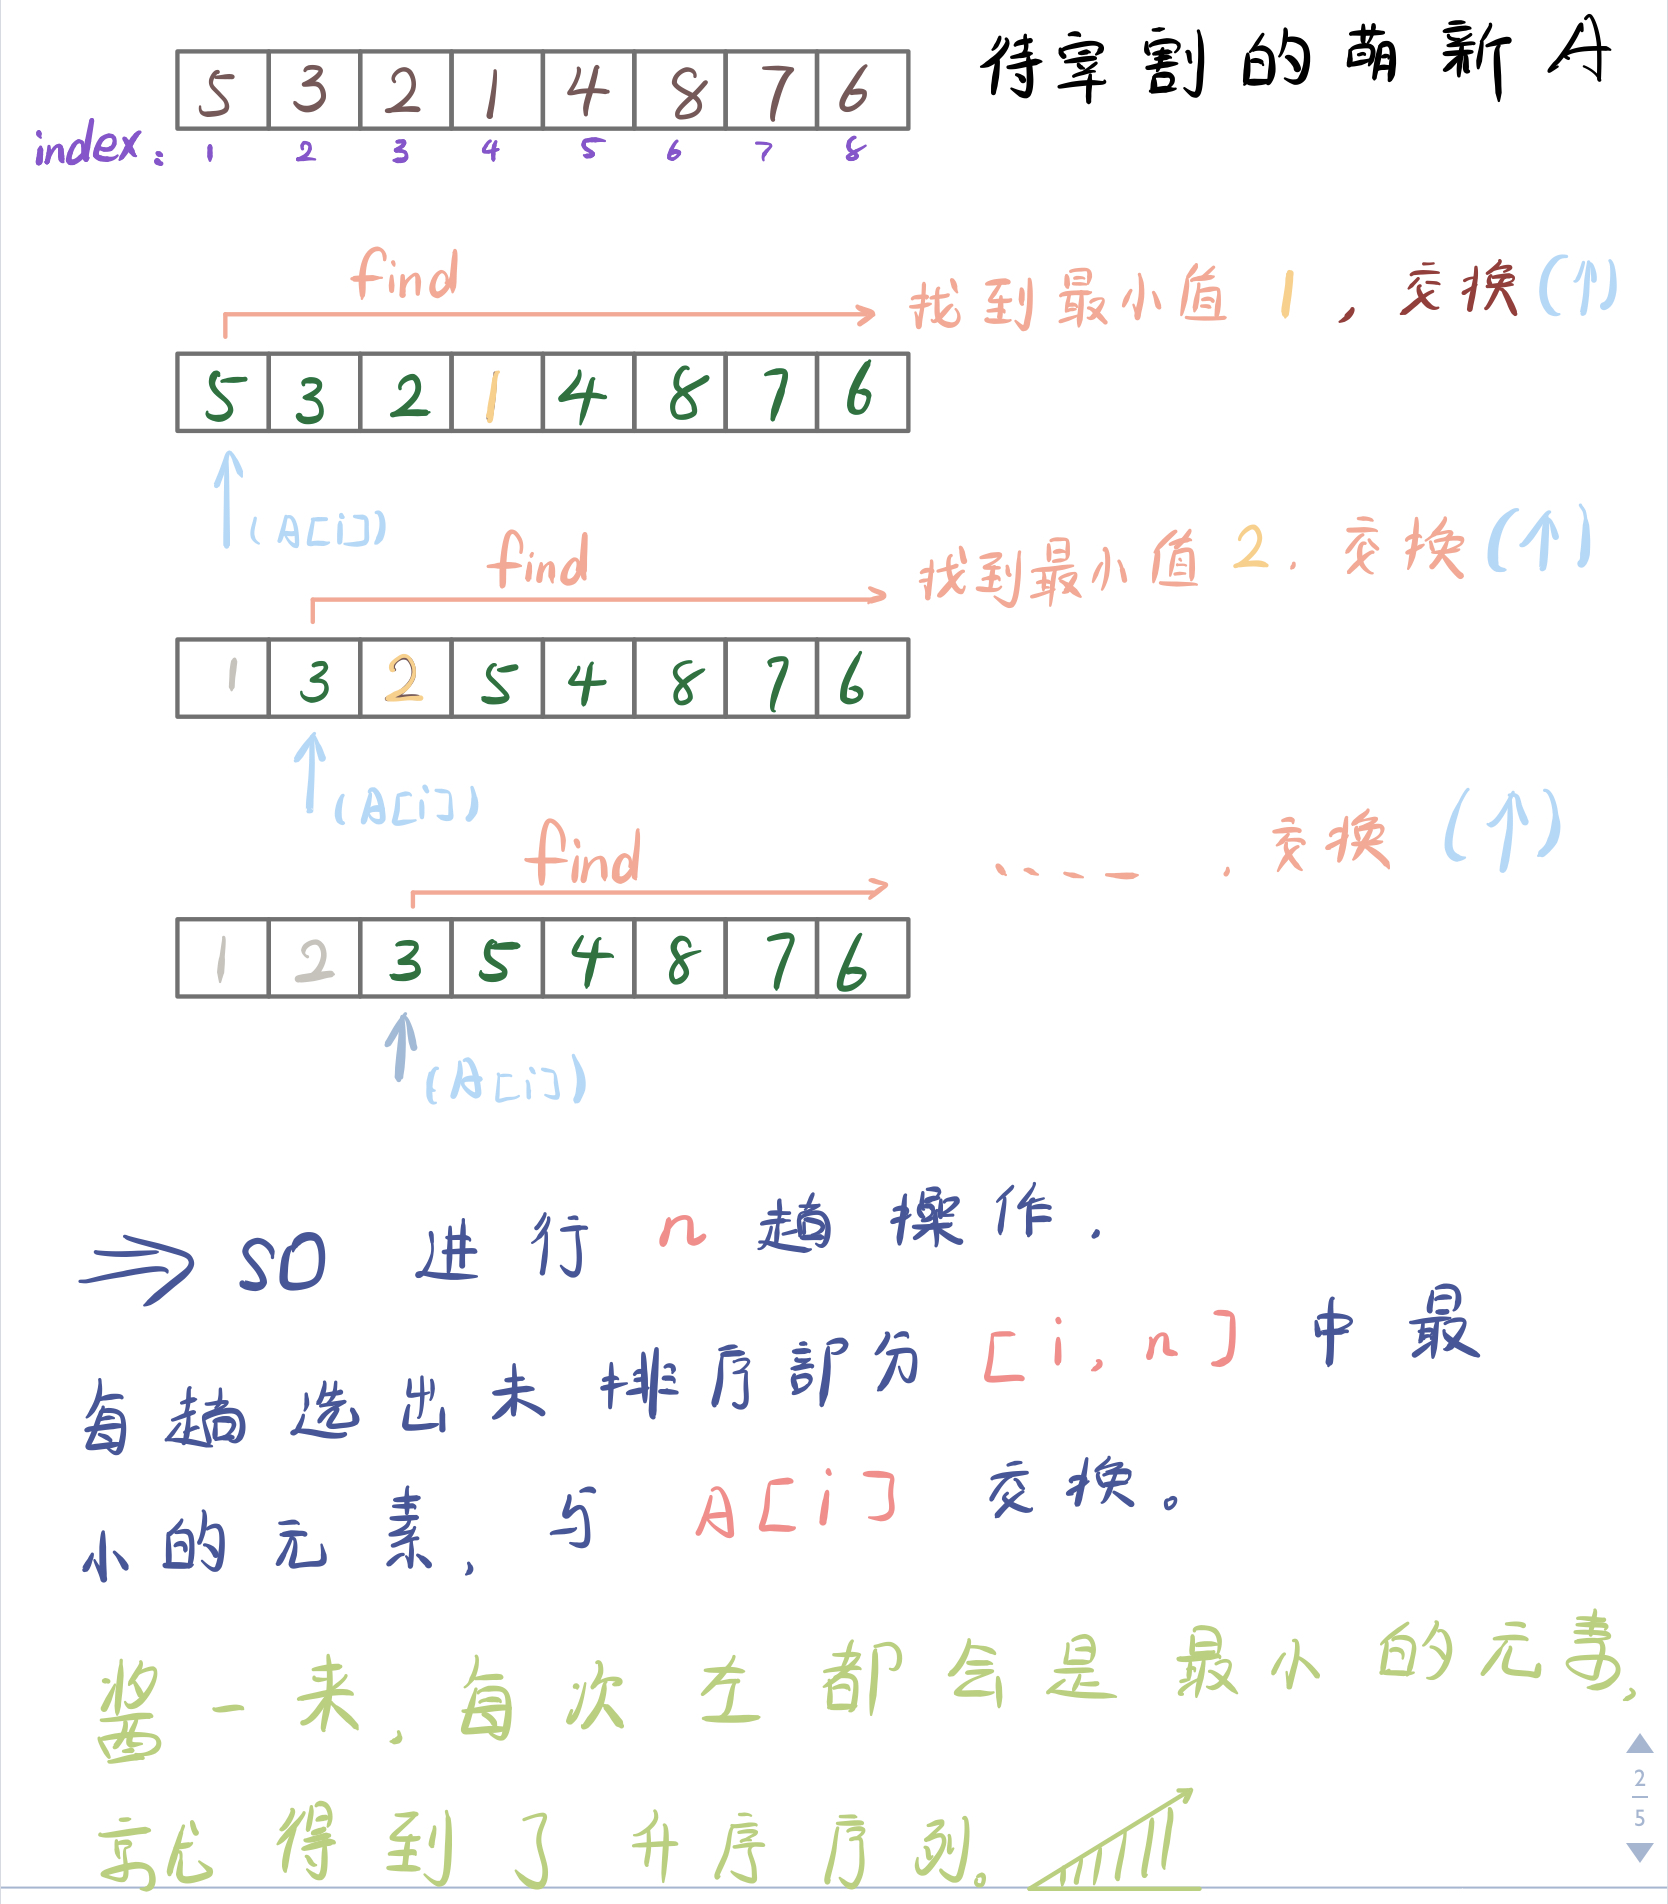 5 3 2 1 4 8 7 6 待宰割的萌新A
index: 1 2 3 4 5 6 7 8
find
找到最小值 1, 交换(↑)
5 3 2 1 4 8 7 6
(A[i])
find
找到最小值 2. 交换(↑)
1 3 2 5 4 8 7 6
(A[i])
find
......, 交换(↑)
1 2 3 5 4 8 7 6
(A[i])
⇒ SO 进行 n 趟操作.
每趟选出未排序部分[i, n]中最
小的元素, 与 A[i] 交换。
酱一来, 每次左都会是最小的元素,
就得到了升序序列。
2
5